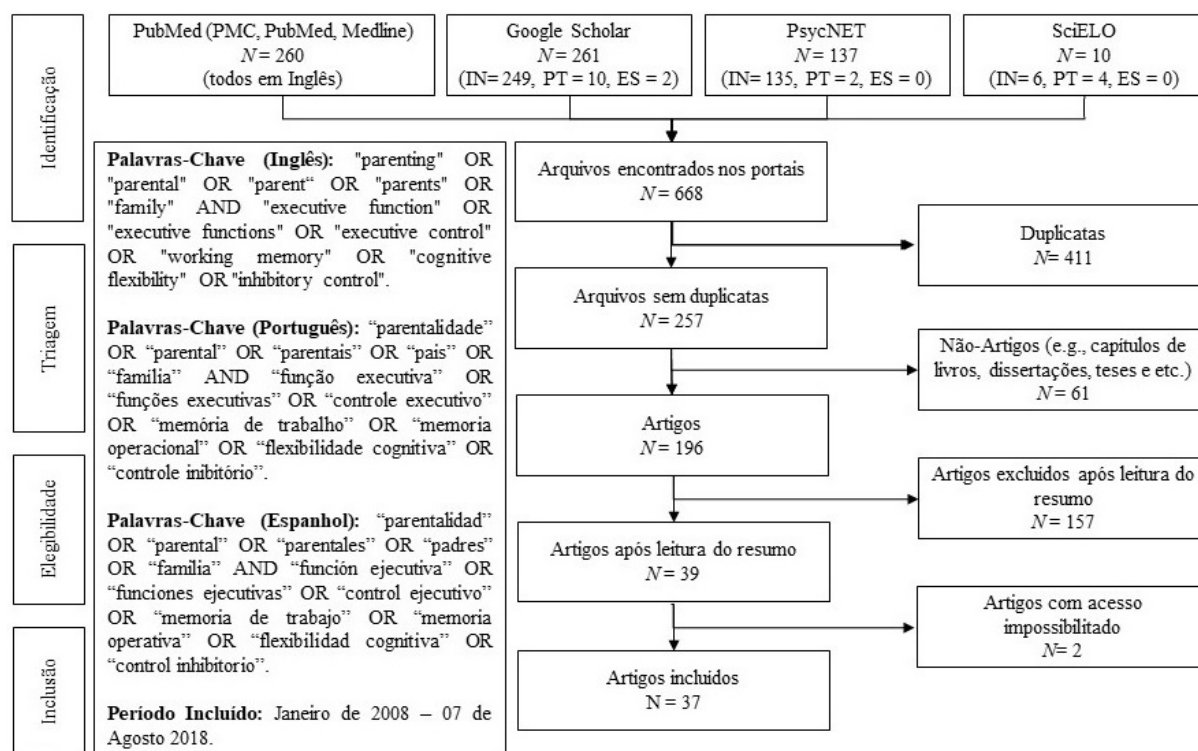 Identificação
PubMed (PMC, PubMed, Medline)
N = 260
(todos em Inglês)
Google Scholar
N = 261
(IN= 249, PT = 10, ES = 2)
PsycNET
N = 137
(IN= 135, PT = 2, ES = 0)
SciELO
N = 10
(IN= 6, PT = 4, ES = 0)
Palavras-Chave (Inglês): "parenting" OR
"parental" OR "parent“ OR "parents" OR
"family" AND "executive function" OR
"executive functions" OR "executive control"
OR "working memory" OR "cognitive
flexibility" OR "inhibitory control".
Palavras-Chave (Português): “parentalidade”
OR “parental” OR “parentais” OR “pais” OR
“familia” AND “função executiva” OR
“funções executivas” OR “controle executivo”
OR “memória de trabalho” OR “memoria
operacional” OR “flexibilidade cognitiva” OR
“controle inibitório”.
Palavras-Chave (Espanhol): “parentalidad”
OR “parental” OR “parentales” OR “padres”
OR “familia” AND “función ejecutiva” OR
“funciones ejecutivas” OR “control ejecutivo”
OR “memoria de trabajo” OR “memoria
operativa” OR “flexibilidad cognitiva” OR
“control inhibitorio”.
Período Incluído: Janeiro de 2008 – 07 de
Agosto 2018.
Arquivos encontrados nos portais
N = 668
Duplicatas
N= 411
Triagem
Arquivos sem duplicatas
N = 257
Não-Artigos (e.g., capítulos de
livros, dissertações, teses e etc.)
N = 61
Artigos
N = 196
Elegibilidade
Artigos excluídos após leitura do
resumo
N = 157
Artigos após leitura do resumo
N = 39
Artigos com acesso
impossibilitado
N= 2
Inclusão
Artigos incluídos
N = 37